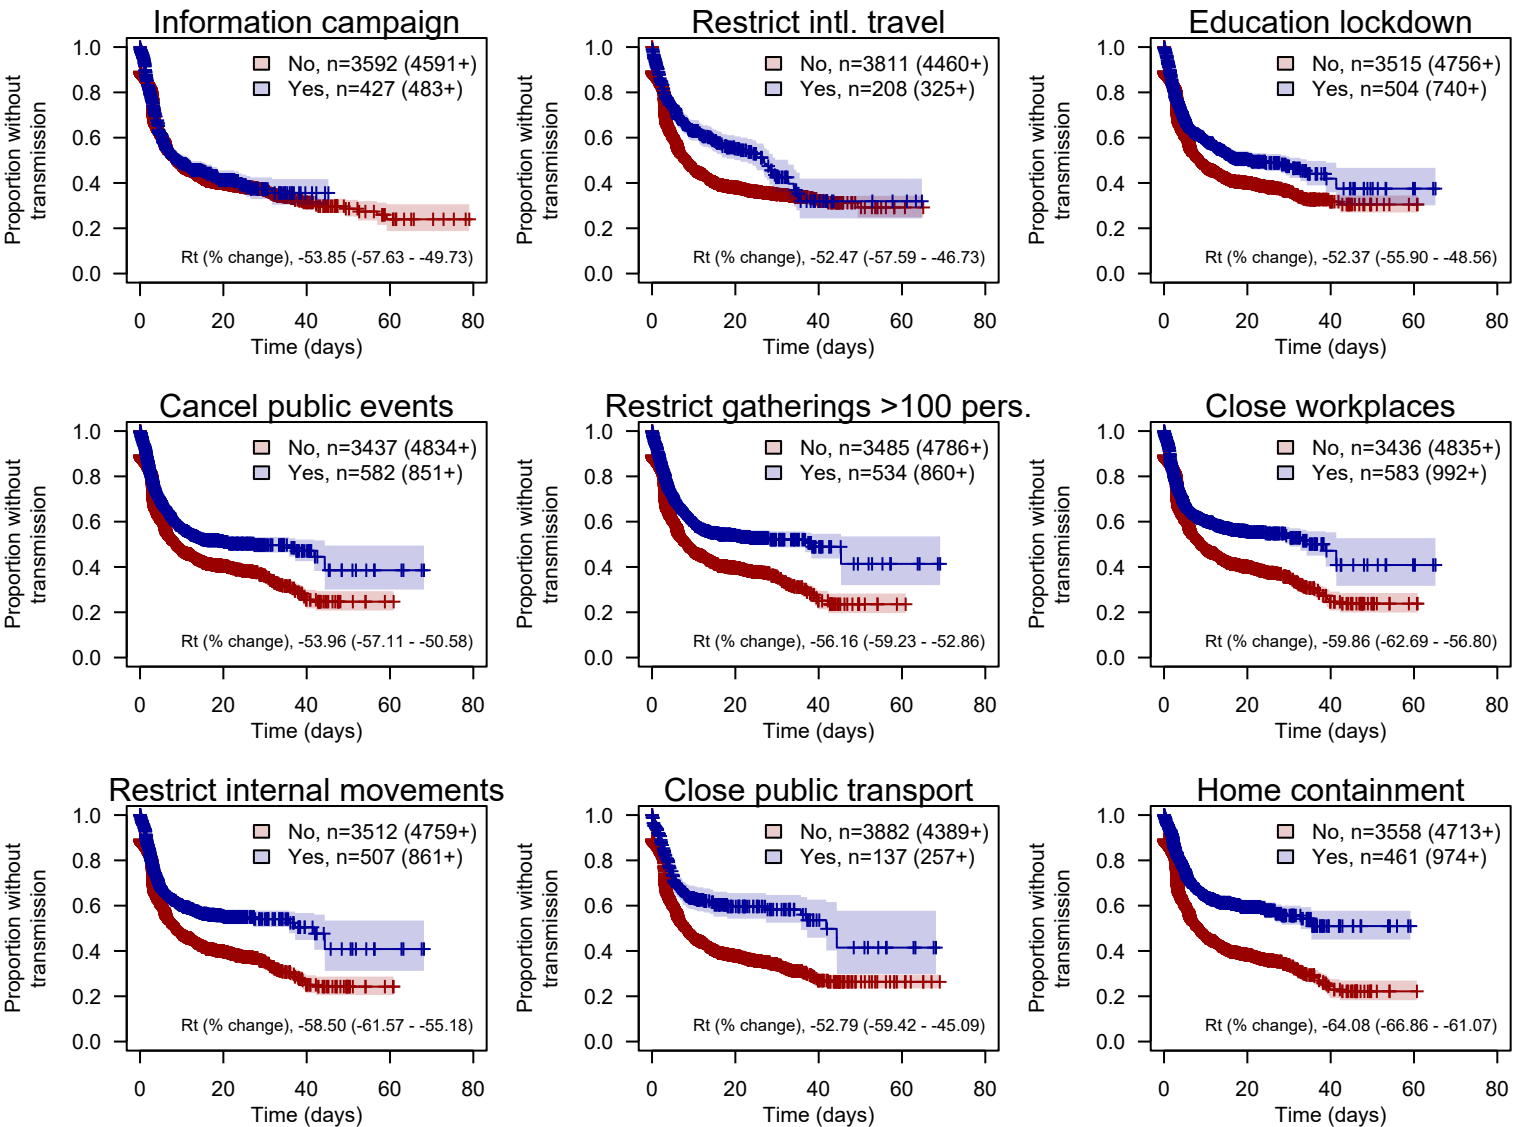 Information campaign
Proportion without
transmission
1.0
0.8
0.6
0.4
0.2
0.0
No, n=3592 (4591+)
Yes, n=427 (483+)
Rt (% change), -53.85 (-57.63 - -49.73)
0 20 40 60 80
Time (days)
Restrict intl. travel
Proportion without
transmission
1.0
0.8
0.6
0.4
0.2
0.0
No, n=3811 (4460+)
Yes, n=208 (325+)
Rt (% change), -52.47 (-57.59 - -46.73)
0 20 40 60 80
Time (days)
Education lockdown
Proportion without
transmission
1.0
0.8
0.6
0.4
0.2
0.0
No, n=3515 (4756+)
Yes, n=504 (740+)
Rt (% change), -52.37 (-55.90 - -48.56)
0 20 40 60 80
Time (days)
Cancel public events
Proportion without
transmission
1.0
0.8
0.6
0.4
0.2
0.0
No, n=3437 (4834+)
Yes, n=582 (851+)
Rt (% change), -53.96 (-57.11 - -50.58)
0 20 40 60 80
Time (days)
Restrict gatherings >100 pers.
Proportion without
transmission
1.0
0.8
0.6
0.4
0.2
0.0
No, n=3485 (4786+)
Yes, n=534 (860+)
Rt (% change), -56.16 (-59.23 - -52.86)
0 20 40 60 80
Time (days)
Close workplaces
Proportion without
transmission
1.0
0.8
0.6
0.4
0.2
0.0
No, n=3436 (4835+)
Yes, n=583 (992+)
Rt (% change), -59.86 (-62.69 - -56.80)
0 20 40 60 80
Time (days)
Restrict internal movements
Proportion without
transmission
1.0
0.8
0.6
0.4
0.2
0.0
No, n=3512 (4759+)
Yes, n=507 (861+)
Rt (% change), -58.50 (-61.57 - -55.18)
0 20 40 60 80
Time (days)
Close public transport
Proportion without
transmission
1.0
0.8
0.6
0.4
0.2
0.0
No, n=3882 (4389+)
Yes, n=137 (257+)
Rt (% change), -52.79 (-59.42 - -45.09)
0 20 40 60 80
Time (days)
Home containment
Proportion without
transmission
1.0
0.8
0.6
0.4
0.2
0.0
No, n=3558 (4713+)
Yes, n=461 (974+)
Rt (% change), -64.08 (-66.86 - -61.07)
0 20 40 60 80
Time (days)